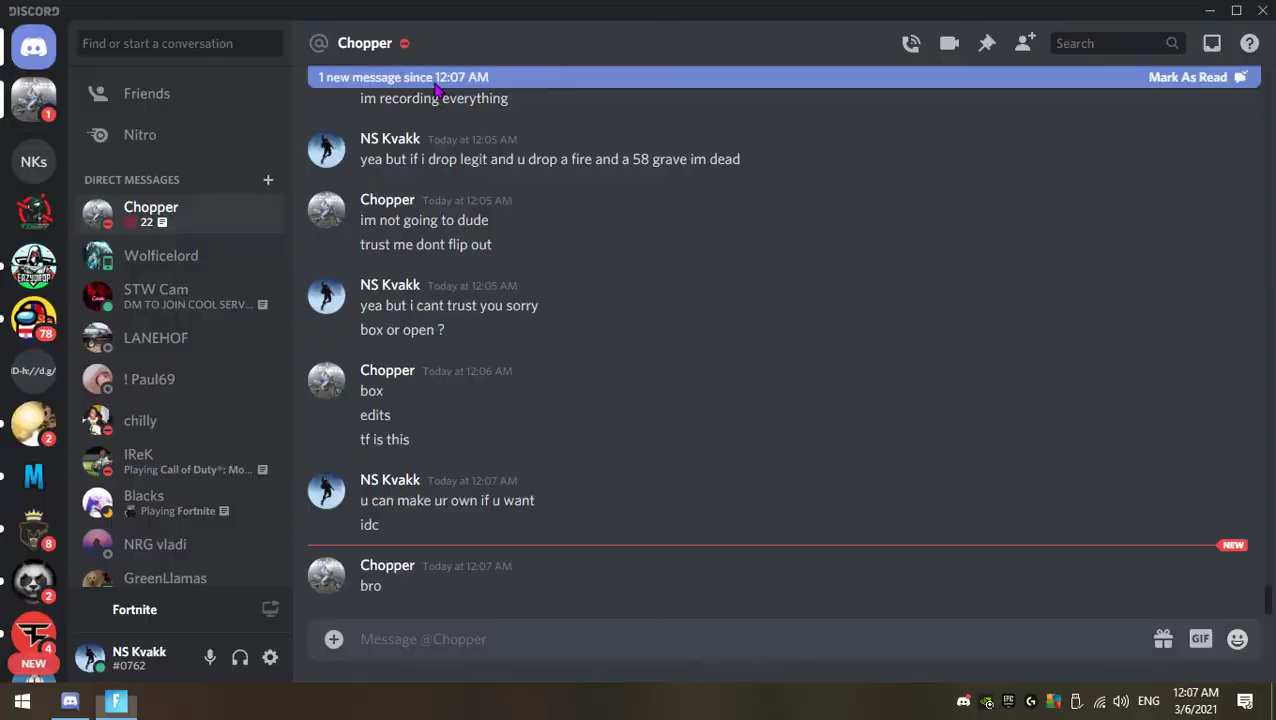 DISCORD
Find or start a conversation
Chopper
Search
1
Friends
1 new message since 12:07 AM
Mark As Read
im recording everything
Nitro
NKs
DIRECT MESSAGES
Chopper
22
Wolficelord
STW Cam
DM TO JOIN COOL SERV...
LANEHOF
! Paul69
chilly
IReK
Playing Call of Duty®: Mo...
Blacks
Playing Fortnite
NRG vladi
GreenLlamas
78
D-h://d.g/
2
M
8
2
4
NEW
NS Kvakk Today at 12:05 AM
yea but if i drop legit and u drop a fire and a 58 grave im dead
Chopper Today at 12:05 AM
im not going to dude
trust me dont flip out
NS Kvakk Today at 12:05 AM
yea but i cant trust you sorry
box or open ?
Chopper Today at 12:06 AM
box
edits
tf is this
NS Kvakk Today at 12:07 AM
u can make ur own if u want
idc
NEW
Chopper Today at 12:07 AM
bro
Fortnite
Message @Chopper
GIF
NS Kvakk
#0762
ENG
12:07 AM
3/6/2021